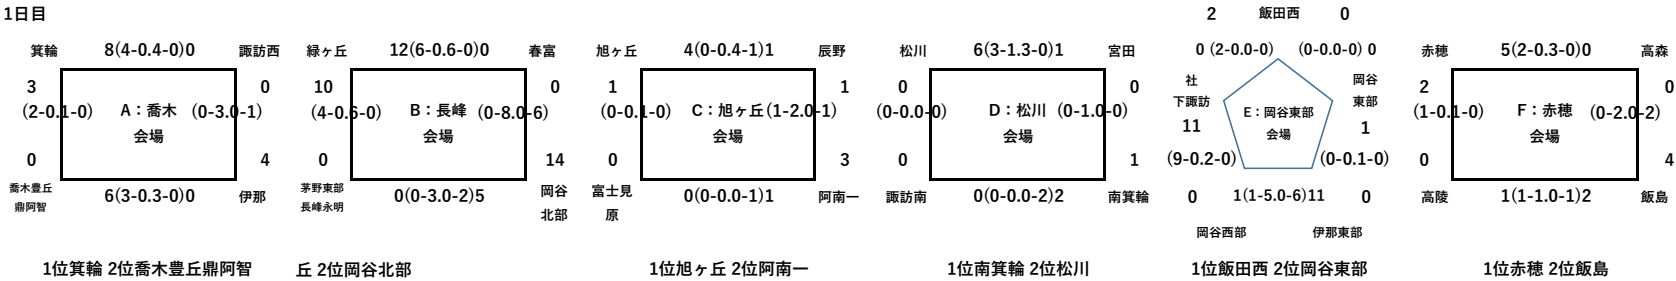 1日目
箕輪 8(4-0.4-0)0 諏訪西
3 0
(2-0.1-0) A：喬木 (0-3.0-1)
会場
0 4
喬木豊丘 6(3-0.3-0)0 伊那
鼎阿智
1位箕輪 2位喬木豊丘鼎阿智
緑ヶ丘 12(6-0.6-0)0 春富
10 0
(4-0.6-0) B：長峰 (0-8.0-6)
会場
0 14
茅野東部 0(0-3.0-2)5 岡谷
長峰永明 北部
丘 2位岡谷北部
旭ヶ丘 4(0-0.4-1)1 辰野
1 1
(0-0.1-0) C：旭ヶ丘 (1-2.0-1)
会場
0 3
富士見 0(0-0.0-1)1 阿南一
原
1位旭ヶ丘 2位阿南一
松川 6(3-1.3-0)1 宮田
0 0
(0-0.0-0) D：松川 (0-1.0-0)
会場
0 1
諏訪南 0(0-0.0-2)2 南箕輪
1位南箕輪 2位松川
2 飯田西 0
0 (2-0.0-0) (0-0.0-0) 0
社 岡谷
下諏訪 東部
E：岡谷東部
11 1
会場
(9-0.2-0) (0-0.1-0)
0 1(1-5.0-6)11 0
岡谷西部 伊那東部
1位飯田西 2位岡谷東部
赤穂 5(2-0.3-0)0 高森
2 0
(1-0.1-0) F：赤穂 (0-2.0-2)
会場
0 4
高陵 1(1-1.0-1)2 飯島
1位赤穂 2位飯島